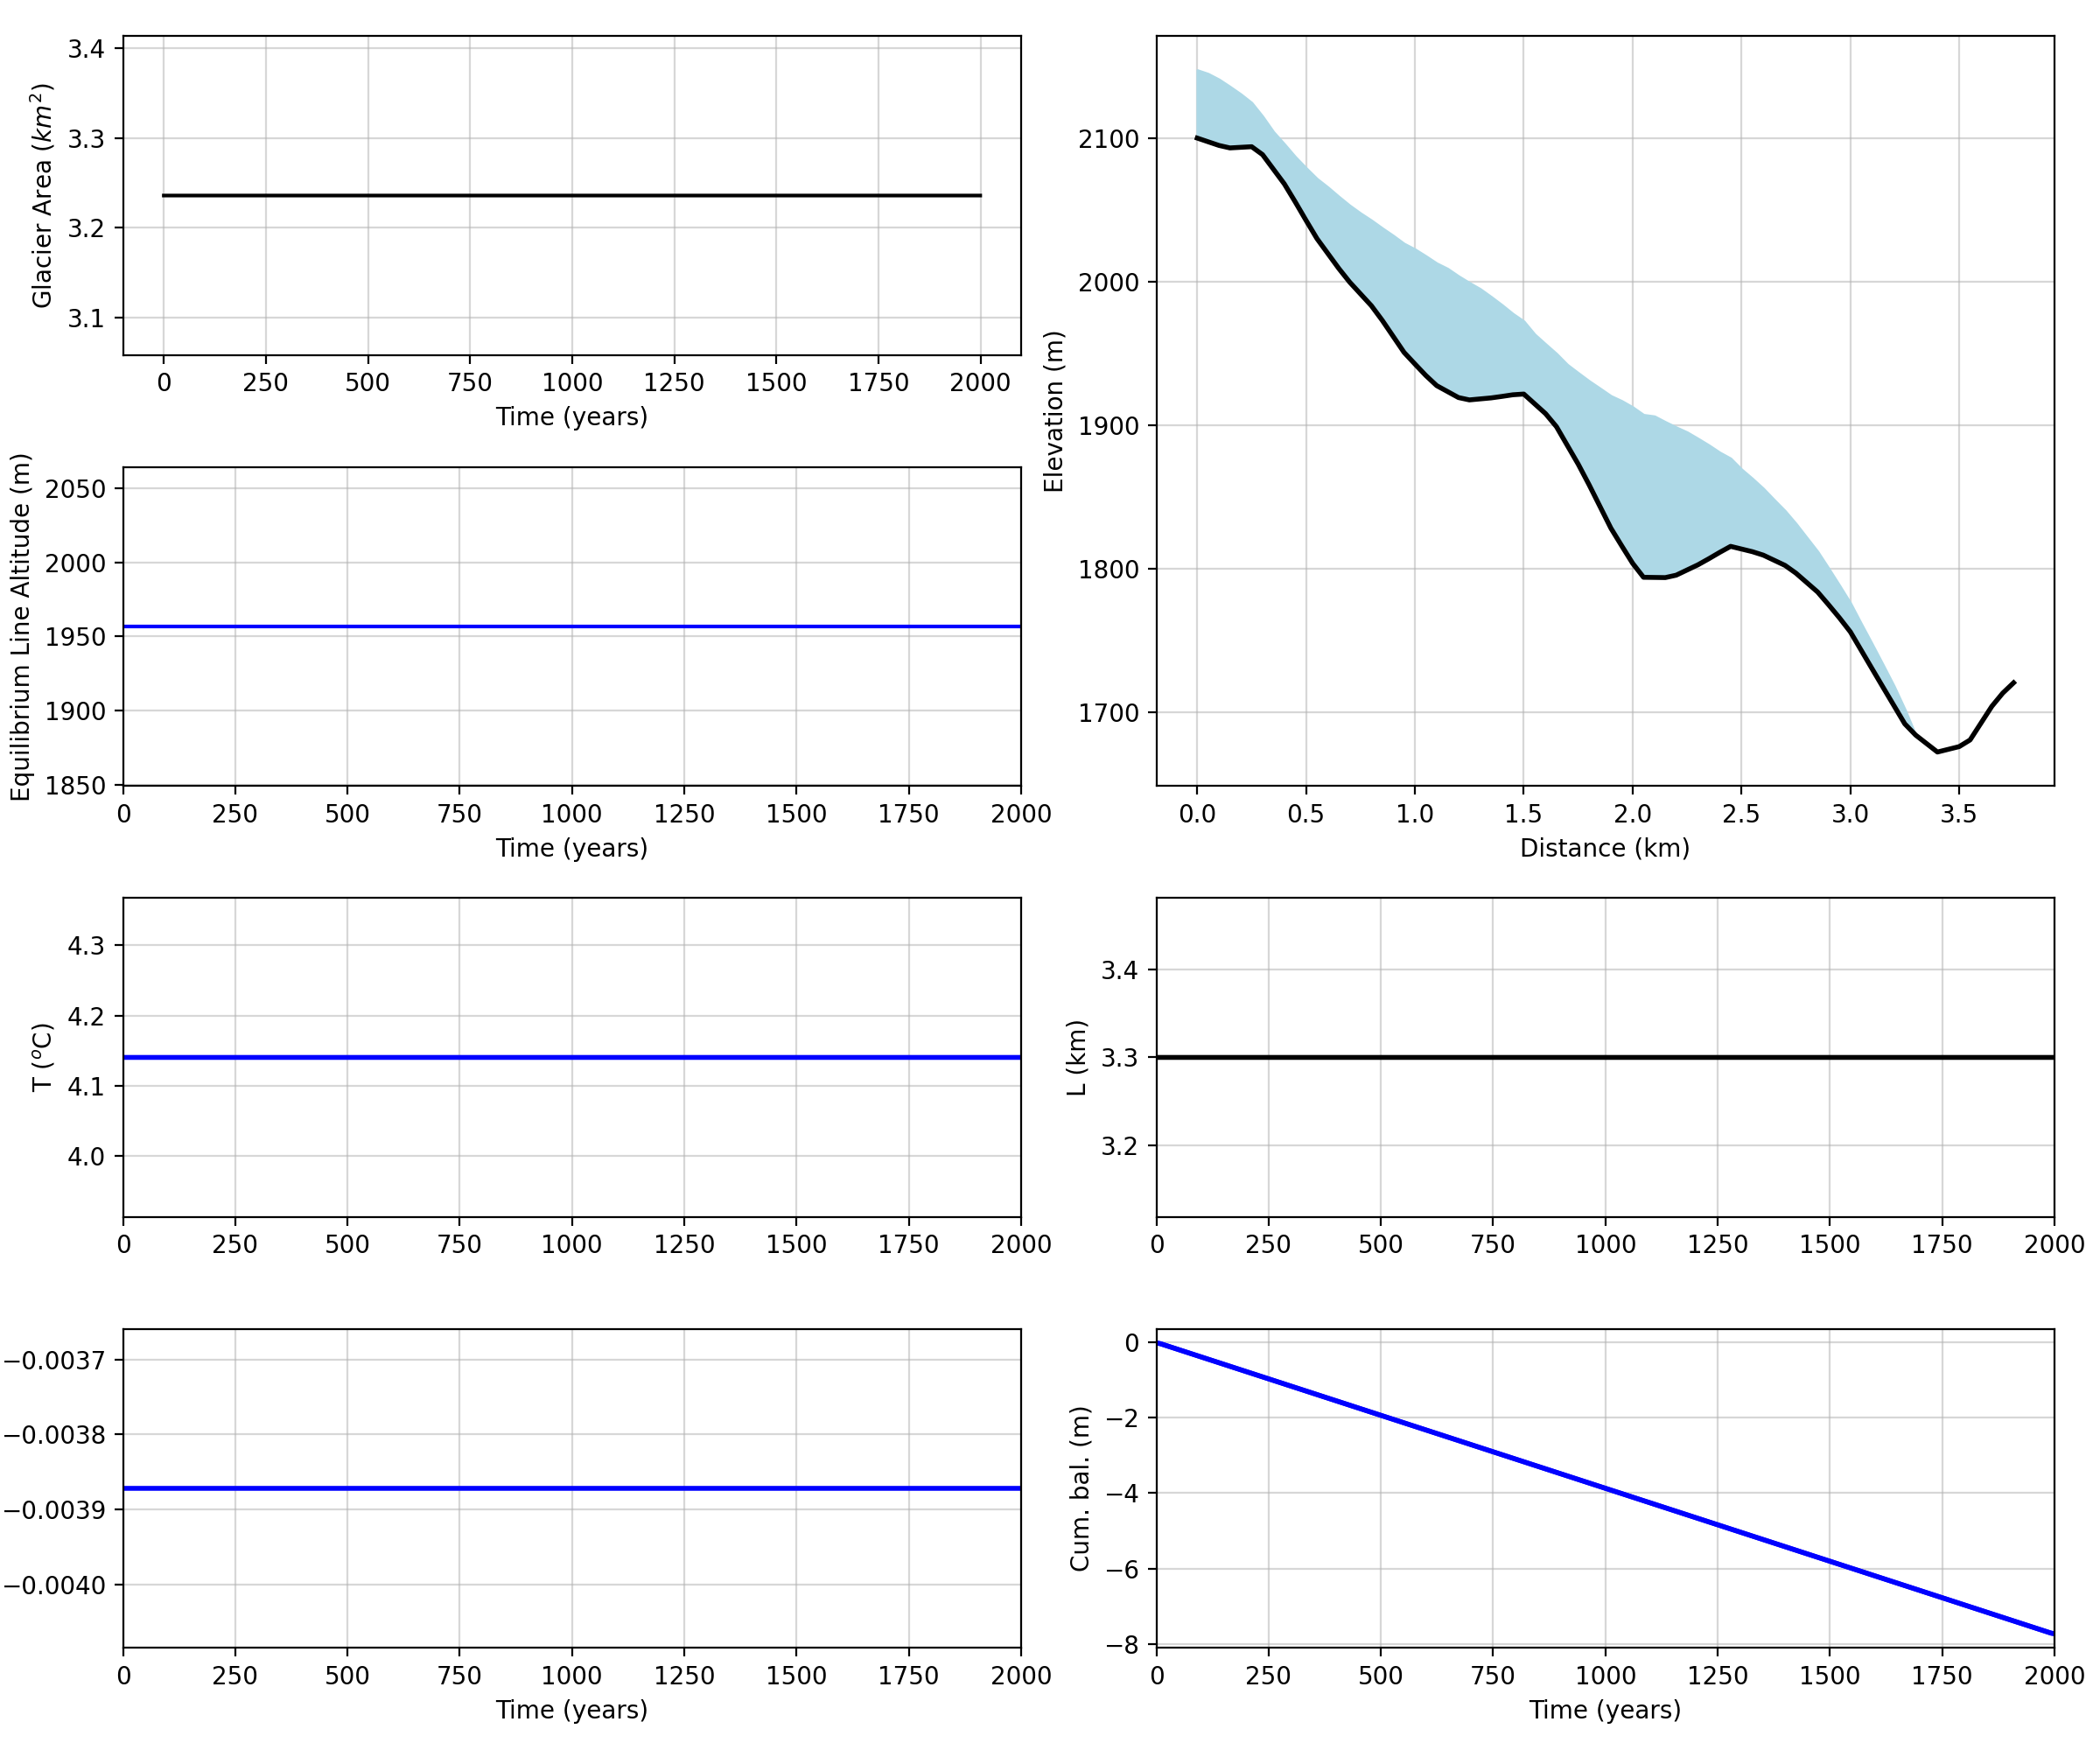 3.4
3.3
3.2
3.1
Glacier Area (km²)
0 250 500 750 1000 1250 1500 1750 2000
Time (years)
2100
2000
1900
1800
1700
Elevation (m)
0.0 0.5 1.0 1.5 2.0 2.5 3.0 3.5
Distance (km)
2050
2000
1950
1900
1850
Equilibrium Line Altitude (m)
0 250 500 750 1000 1250 1500 1750 2000
Time (years)
4.3
4.2
4.1
4.0
T (°C)
0 250 500 750 1000 1250 1500 1750 2000
3.4
3.3
3.2
L (km)
0 250 500 750 1000 1250 1500 1750 2000
−0.0037
−0.0038
−0.0039
−0.0040
0 250 500 750 1000 1250 1500 1750 2000
Time (years)
0
−2
−4
−6
−8
Cum. bal. (m)
0 250 500 750 1000 1250 1500 1750 2000
Time (years)